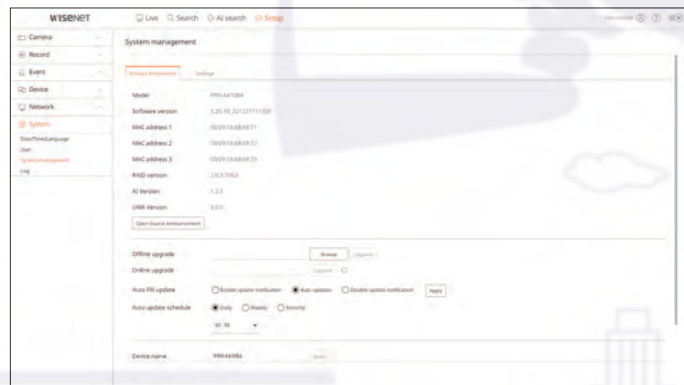 WISENET
Live Search AI search Setup
Camera
System management
Record
Event
Product information Settings
Device
Model
Network
Software version
System
MAC address 1
Date/Time/Language
MAC address 2
User
MAC address 3
System management
Log
RAID version
AI Version 1.2.0
UWA Version
Open Source Announcement
Offline upgrade Browse Upgrade
Online upgrade Upgrade
Auto FW update Enable update notification Auto updates Disable update notification Apply
Auto update schedule Daily Weekly Monthly
Device name